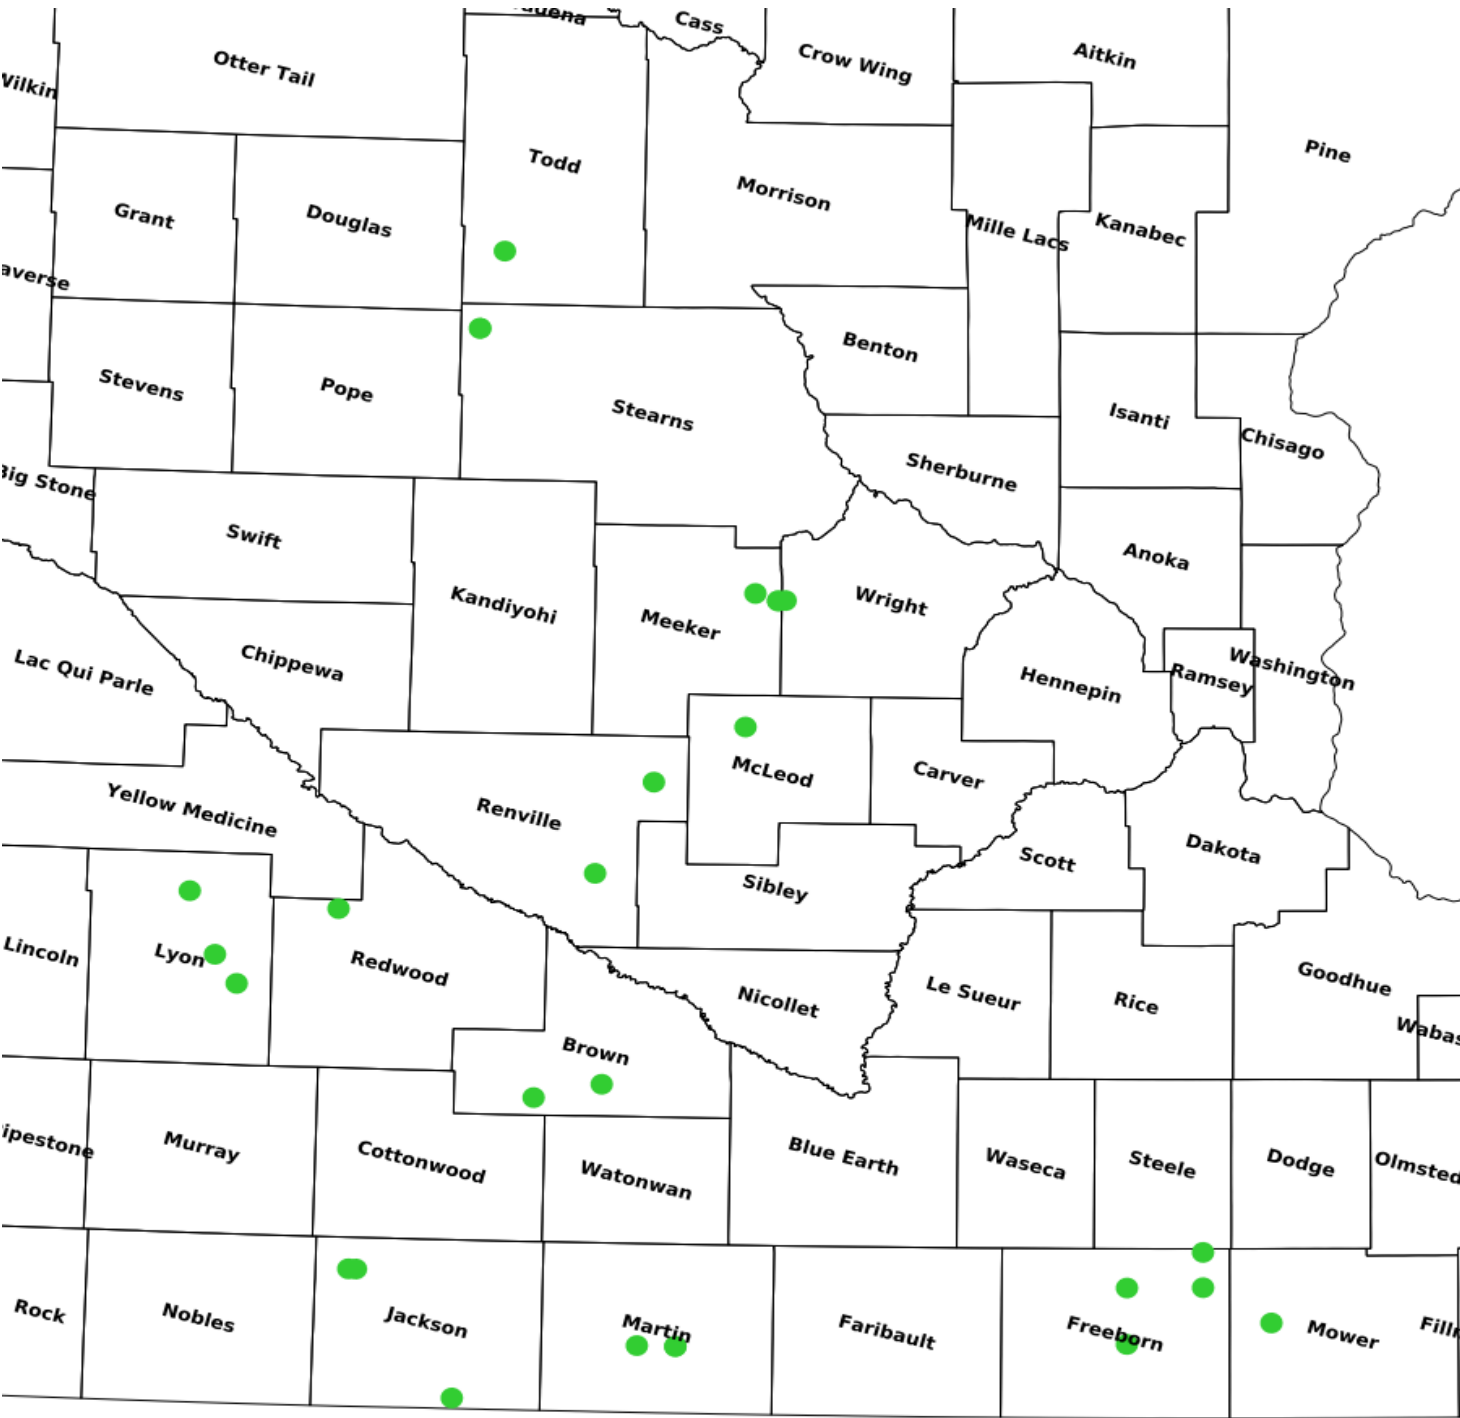 Cass
Otter Tail
Crow Wing
Aitkin
Wilkin
Todd
Pine
Morrison
Grant
Douglas
Mille Lacs
Kanabec
averse
Benton
Stevens
Pope
Stearns
Isanti
Chisago
Sherburne
Big Stone
Swift
Anoka
Kandiyohi
Meeker
Wright
Chippewa
Lac Qui Parle
Hennepin
Ramsey
Washington
McLeod
Carver
Yellow Medicine
Renville
Scott
Dakota
Sibley
Lincoln
Lyon
Redwood
Nicollet
Le Sueur
Rice
Goodhue
Wabas
Brown
ipestone
Murray
Cottonwood
Watonwan
Blue Earth
Waseca
Steele
Dodge
Olmsted
Rock
Nobles
Jackson
Martin
Faribault
Freeborn
Mower